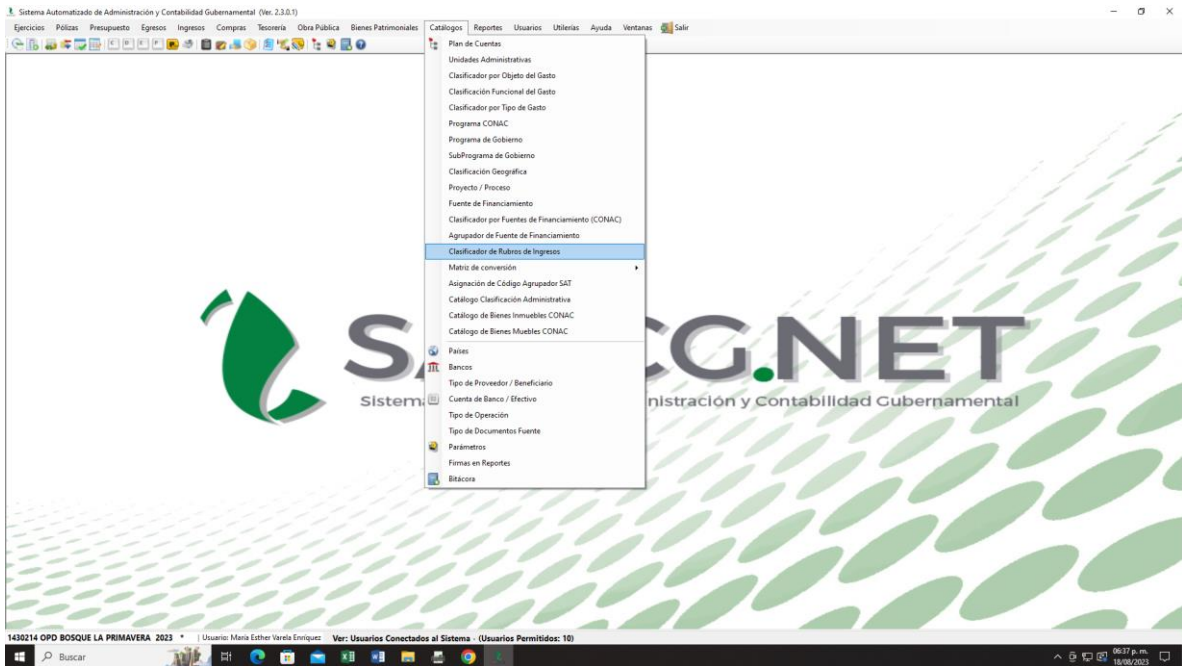 Sistema Automatizado de Administración y Contabilidad Gubernamental (Ver. 2.3.0.1)
Ejercicios Pólizas Presupuesto Egresos Ingresos Compras Tesorería Obra Pública Bienes Patrimoniales Catálogos Reportes Usuarios Utilerías Ayuda Ventanas Salir
Plan de Cuentas
Unidades Administrativas
Clasificador por Objeto del Gasto
Clasificación Funcional del Gasto
Clasificador por Tipo de Gasto
Programa CONAC
Programa de Gobierno
SubPrograma de Gobierno
Clasificación Geográfica
Proyecto / Proceso
Fuente de Financiamiento
Clasificador por Fuentes de Financiamiento (CONAC)
Agrupador de Fuente de Financiamiento
Clasificador de Rubros de Ingresos
Matriz de conversión
Asignación de Código Agrupador SAT
Catálogo Clasificación Administrativa
Catálogo de Bienes Inmuebles CONAC
Catálogo de Bienes Muebles CONAC
Países
Bancos
Tipo de Proveedor / Beneficiario
Cuenta de Banco / Efectivo
Tipo de Operación
Tipo de Documentos Fuente
Parámetros
Firmas en Reportes
Bitácora
S CG.NET
Sistema nistración y Contabilidad Gubernamental
1430214 OPD BOSQUE LA PRIMAVERA 2023 * | Usuario: María Esther Varela Enríquez Ver: Usuarios Conectados al Sistema - (Usuarios Permitidos: 10)
Buscar
06:37 p. m.
18/08/2023